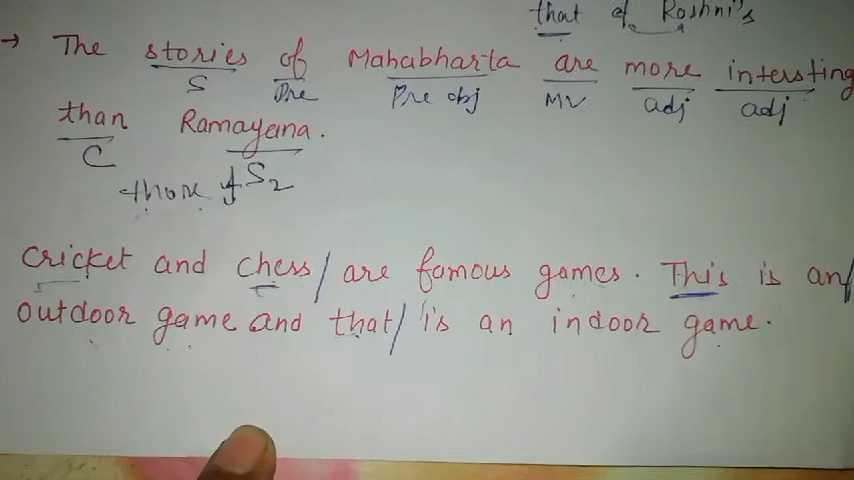 that of Roshni's
→ The stories of Mahabharta are more intersting
S Pre Pre obj MV adj adj
than Ramayana.
C S2
those of
Cricket and chess/ are famous games. This is an/
outdoor game and that/ is an indoor game.